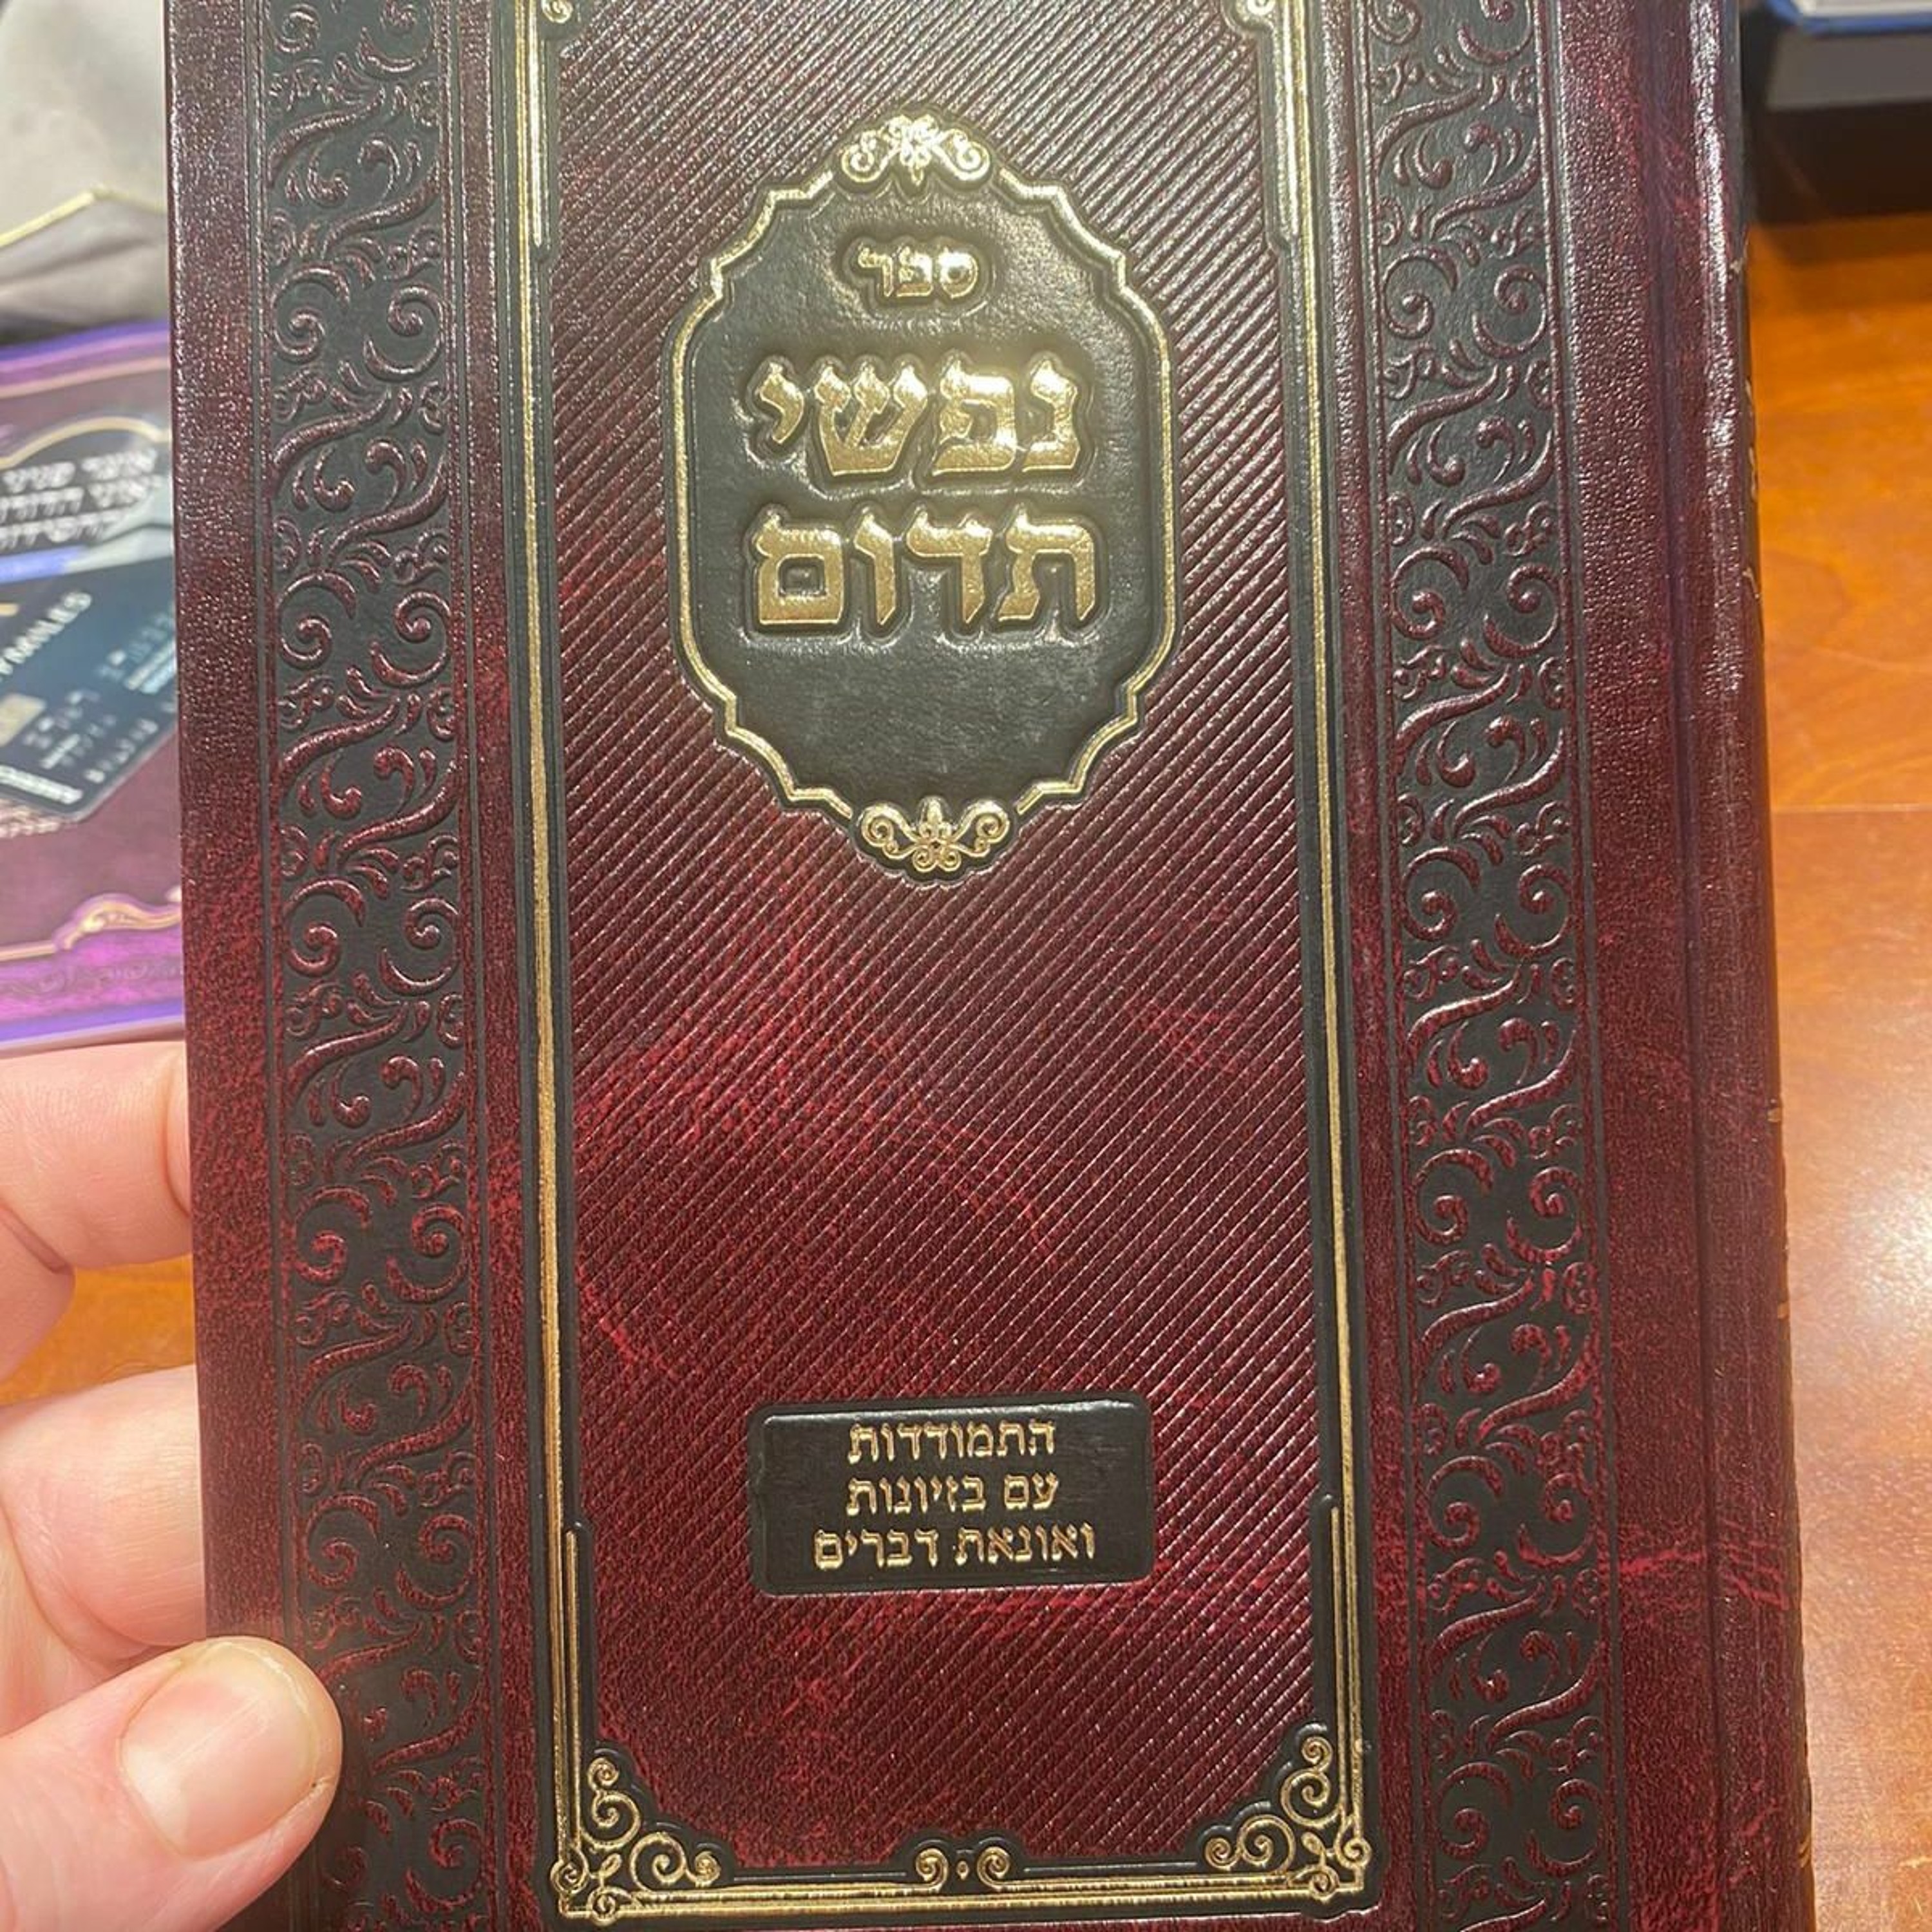 ספר
נפשי
תדום
התמודדות
עם בזיונות
ואונאת דברים